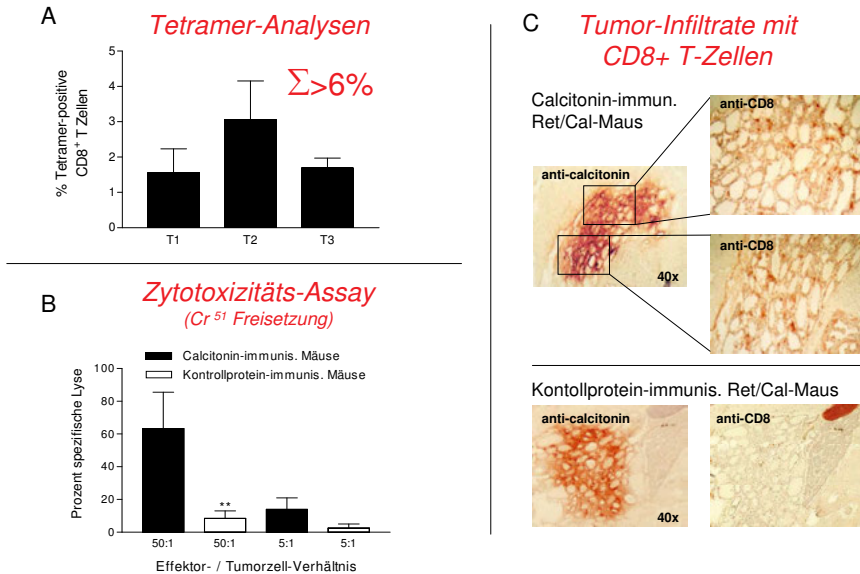 A
Tetramer-Analysen
% Tetramer-positive
CD8+ T Zellen
5
4
3
2
1
0
Σ>6%
T1 T2 T3
B
Zytotoxizitäts-Assay
(Cr 51 Freisetzung)
Calcitonin-immunis. Mäuse
Kontrollprotein-immunis. Mäuse
Prozent spezifische Lyse
100
80
60
40
20
0
**
50:1 50:1 5:1 5:1
Effektor- / Tumorzell-Verhältnis
C
Tumor-Infiltrate mit
CD8+ T-Zellen
Calcitonin-immun.
Ret/Cal-Maus
anti-CD8
anti-calcitonin
40x
anti-CD8
Kontollprotein-immunis. Ret/Cal-Maus
anti-calcitonin
40x
anti-CD8